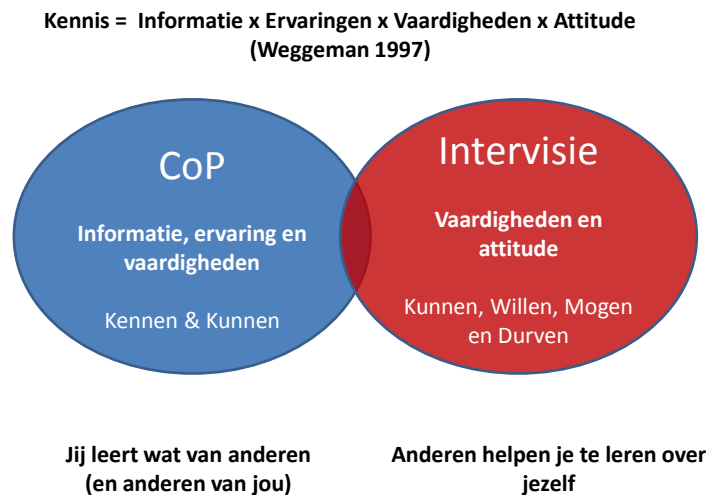 Kennis = Informatie x Ervaringen x Vaardigheden x Attitude
(Weggeman 1997)
CoP
Informatie, ervaring en
vaardigheden
Kennen & Kunnen
Intervisie
Vaardigheden en
attitude
Kunnen, Willen, Mogen
en Durven
Jij leert wat van anderen
(en anderen van jou)
Anderen helpen je te leren over
jezelf